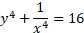 y⁴ + 1/x⁴ = 16